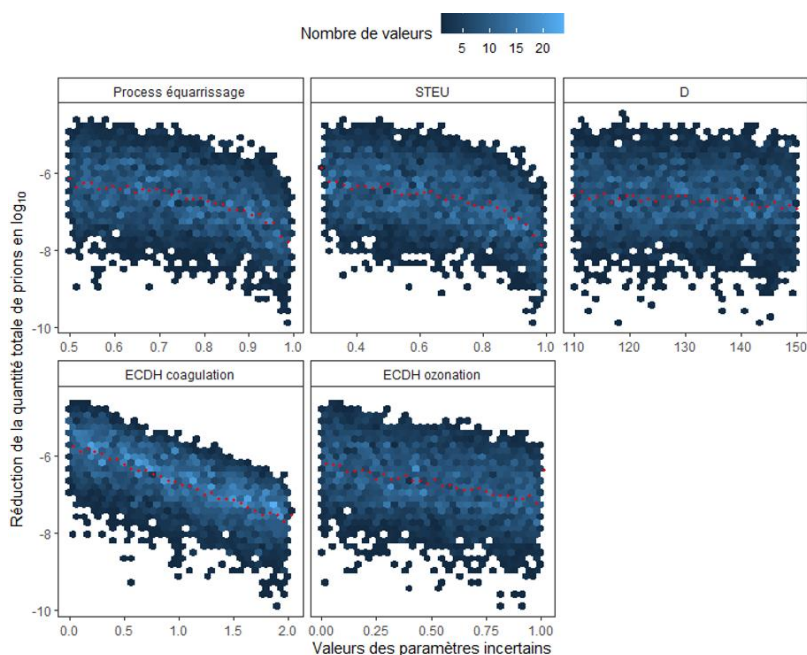 Nombre de valeurs
5 10 15 20
Process équarrissage STEU D
Réduction de la quantité totale de prions en log10
-6
-8
-10
0.5 0.6 0.7 0.8 0.9 1.0 0.4 0.6 0.8 1.0 110 120 130 140 150
ECDH coagulation ECDH ozonation
-6
-8
-10
0.0 0.5 1.0 1.5 2.0 0.00 0.25 0.50 0.75 1.00
Valeurs des paramètres incertains